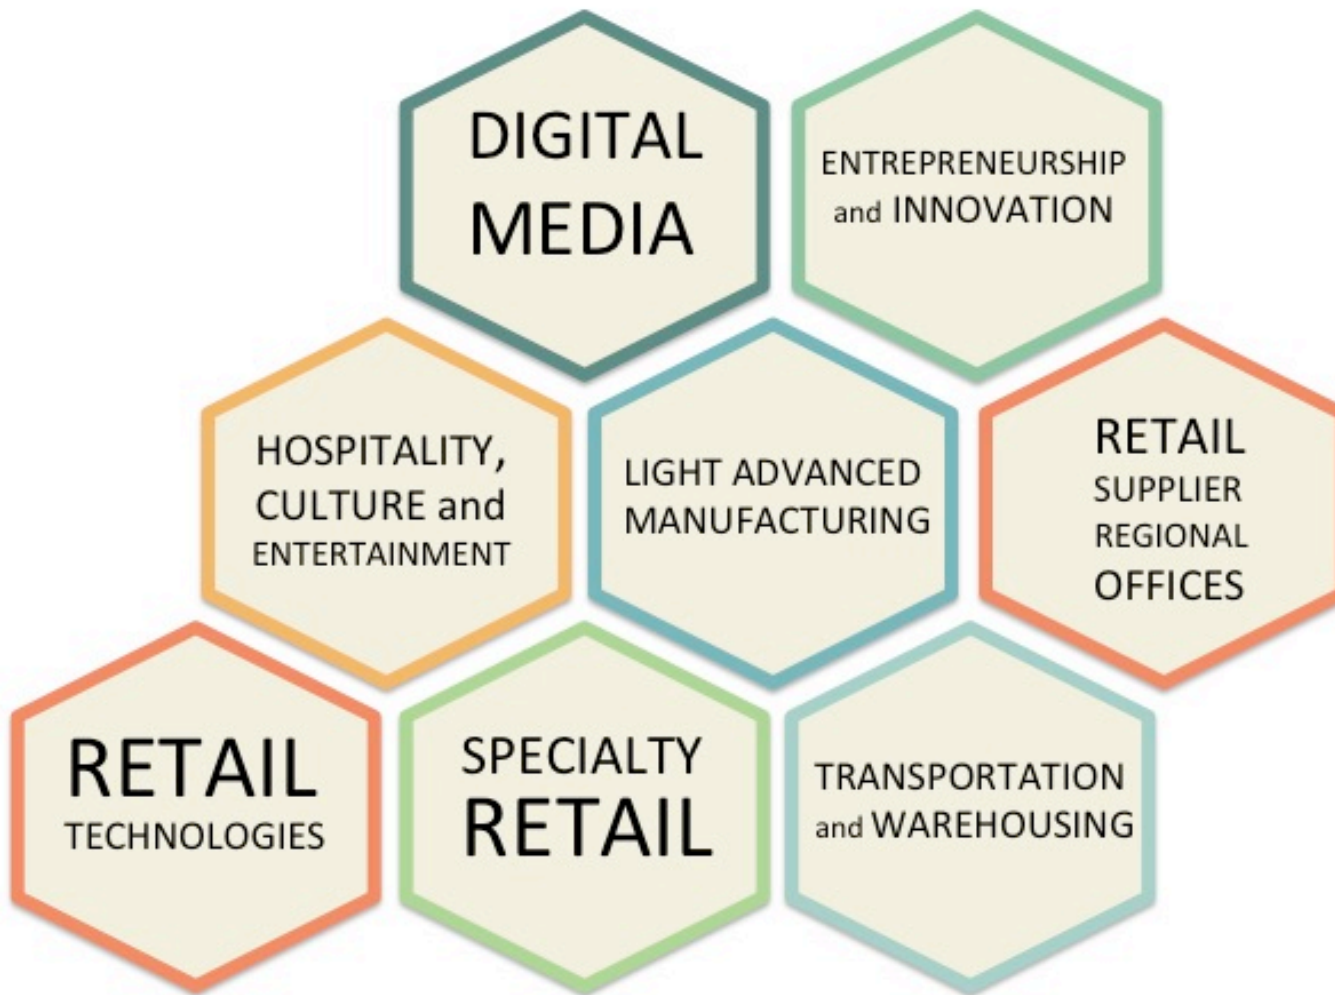 DIGITAL
MEDIA
ENTREPRENEURSHIP
and INNOVATION
HOSPITALITY,
CULTURE and
ENTERTAINMENT
LIGHT ADVANCED
MANUFACTURING
RETAIL
SUPPLIER
REGIONAL
OFFICES
RETAIL
TECHNOLOGIES
SPECIALTY
RETAIL
TRANSPORTATION
and WAREHOUSING